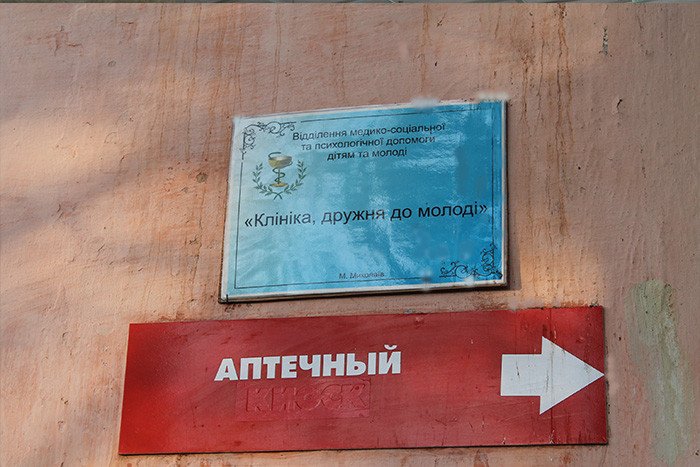 Відділення медико-соціальної
та психологічної допомоги
дітям та молоді
«Клініка, дружня до молоді»
М. Миколаїв
АПТЕЧНЫЙ
КИОСК